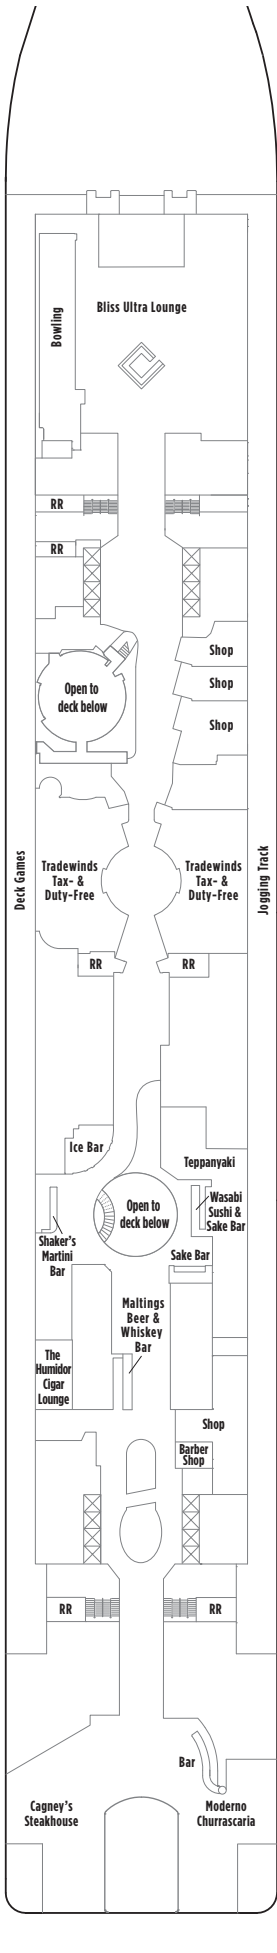 Bowling
Bliss Ultra Lounge
RR
RR
Shop
Shop
Shop
Open to
deck below
Deck Games
Jogging Track
Tradewinds
Tax- &
Duty-Free
Tradewinds
Tax- &
Duty-Free
RR
RR
Ice Bar
Teppanyaki
Open to
deck below
Wasabi
Sushi &
Sake Bar
Shaker's
Martini
Bar
Sake Bar
Maltings
Beer &
Whiskey
Bar
The
Humidor
Cigar
Lounge
Shop
Barber
Shop
RR
RR
Bar
Cagney's
Steakhouse
Moderno
Churrascaria